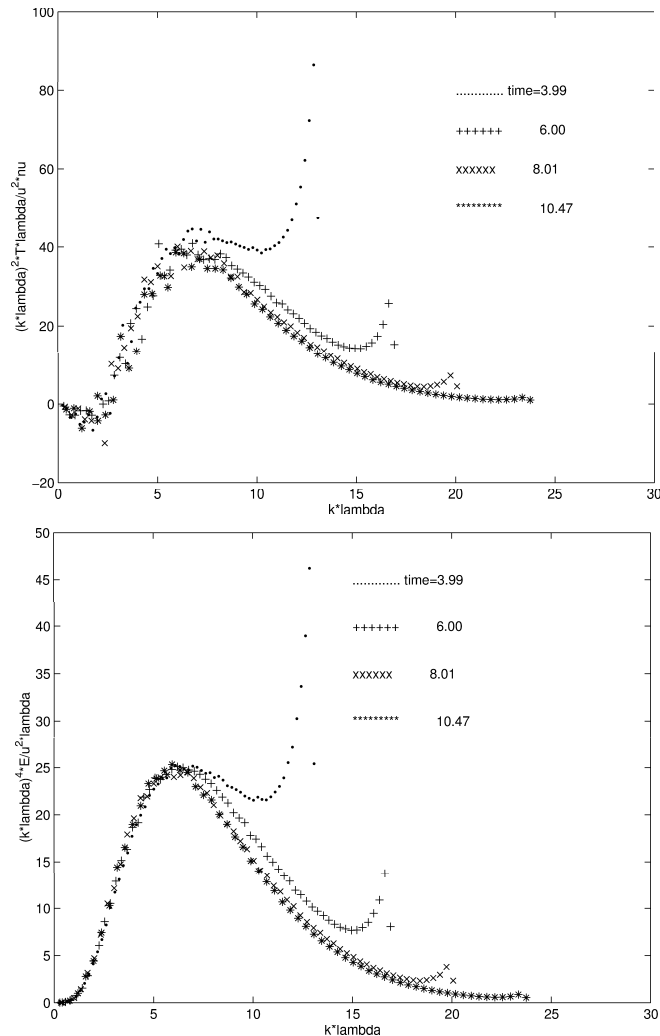 100
80
60
40
20
0
−20
(k*lambda)^2*T*lambda/u^2*nu
............. time=3.99
+++++++ 6.00
xxxxxx 8.01
********* 10.47
0 5 10 15 20 25 30
k*lambda
50
45
40
35
30
25
20
15
10
5
0
(k*lambda)^4*E/u^2*lambda
............. time=3.99
+++++++ 6.00
xxxxxx 8.01
********* 10.47
0 5 10 15 20 25 30
k*lambda